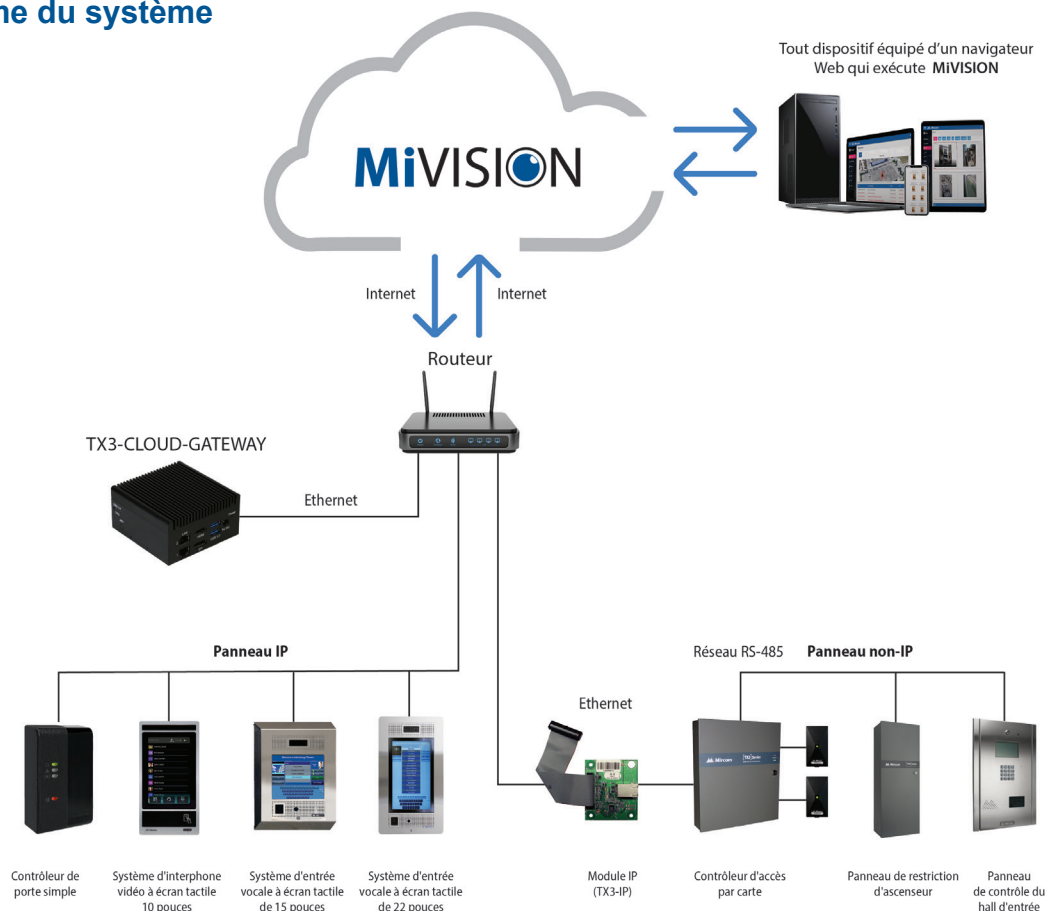 me du système
Tout dispositif équipé d'un navigateur
Web qui exécute MiVISION
MiVISION
Internet
Internet
Routeur
TX3-CLOUD-GATEWAY
Ethernet
Panneau IP
Réseau RS-485 Panneau non-IP
Ethernet
Mircom
Contrôleur de
porte simple
Système d'interphone
vidéo à écran tactile
10 pouces
Système d'entrée
vocale à écran tactile
de 15 pouces
Système d'entrée
vocale à écran tactile
de 22 pouces
Module IP
(TX3-IP)
Contrôleur d'accès
par carte
Panneau de restriction
d'ascenseur
Panneau
de contrôle du
hall d'entrée